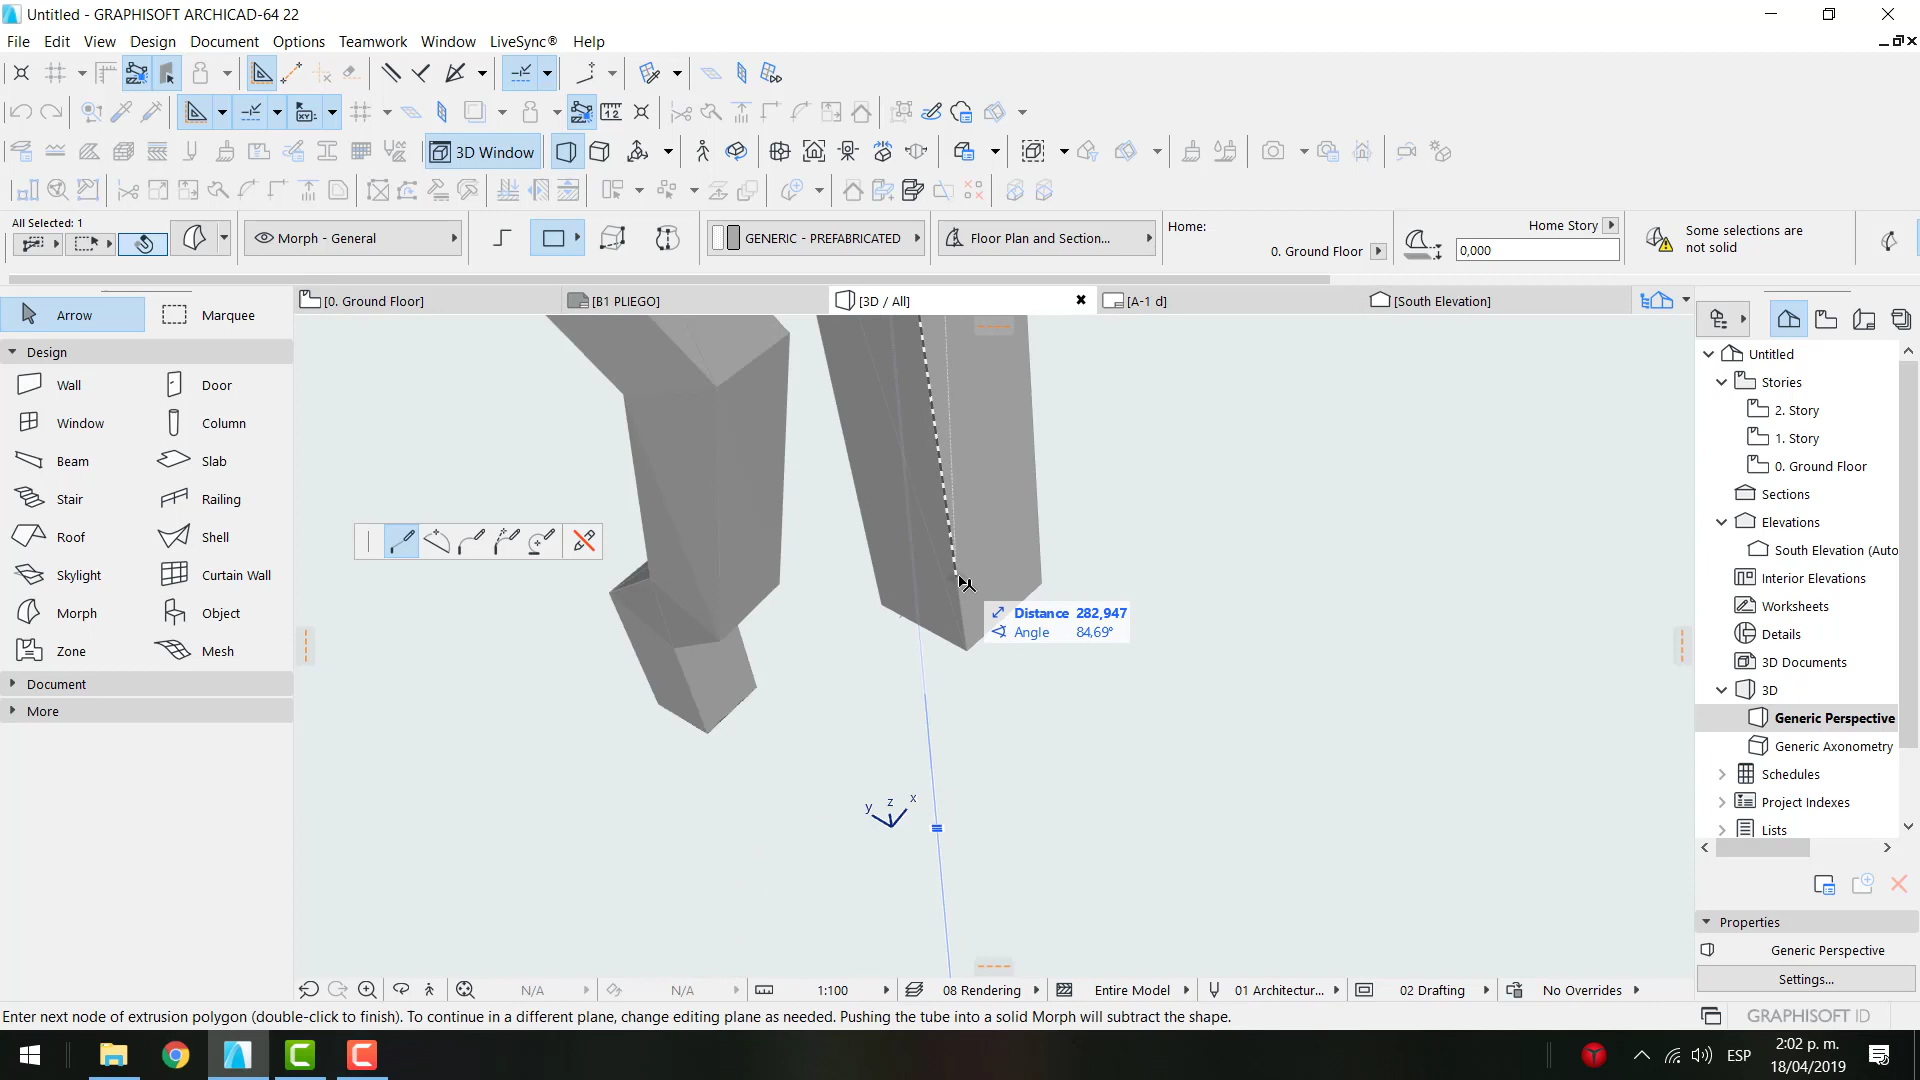 Untitled - GRAPHISOFT ARCHICAD-64 22
File Edit View Design Document Options Teamwork Window LiveSync® Help
3D Window
All Selected: 1
Morph - General
GENERIC - PREFABRICATED
Floor Plan and Section...
Home:
0. Ground Floor
Home Story
0,000
Some selections are
not solid
[0. Ground Floor]
[B1 PLIEGO]
[3D / All]
[A-1 d]
[South Elevation]
Arrow
Marquee
Design
Wall
Door
Window
Column
Beam
Slab
Stair
Railing
Roof
Shell
Skylight
Curtain Wall
Morph
Object
Zone
Mesh
Document
More
Distance 282,947
Angle 84,69°
y z x
Untitled
Stories
2. Story
1. Story
0. Ground Floor
Sections
Elevations
South Elevation (Auto
Interior Elevations
Worksheets
Details
3D Documents
3D
Generic Perspective
Generic Axonometry
Schedules
Project Indexes
Lists
Properties
Generic Perspective
Settings...
N/A
N/A
1:100
08 Rendering
Entire Model
01 Architectur...
02 Drafting
No Overrides
Enter next node of extrusion polygon (double-click to finish). To continue in a different plane, change editing plane as needed. Pushing the tube into a solid Morph will subtract the shape.
GRAPHISOFT ID
ESP
2:02 p. m.
18/04/2019